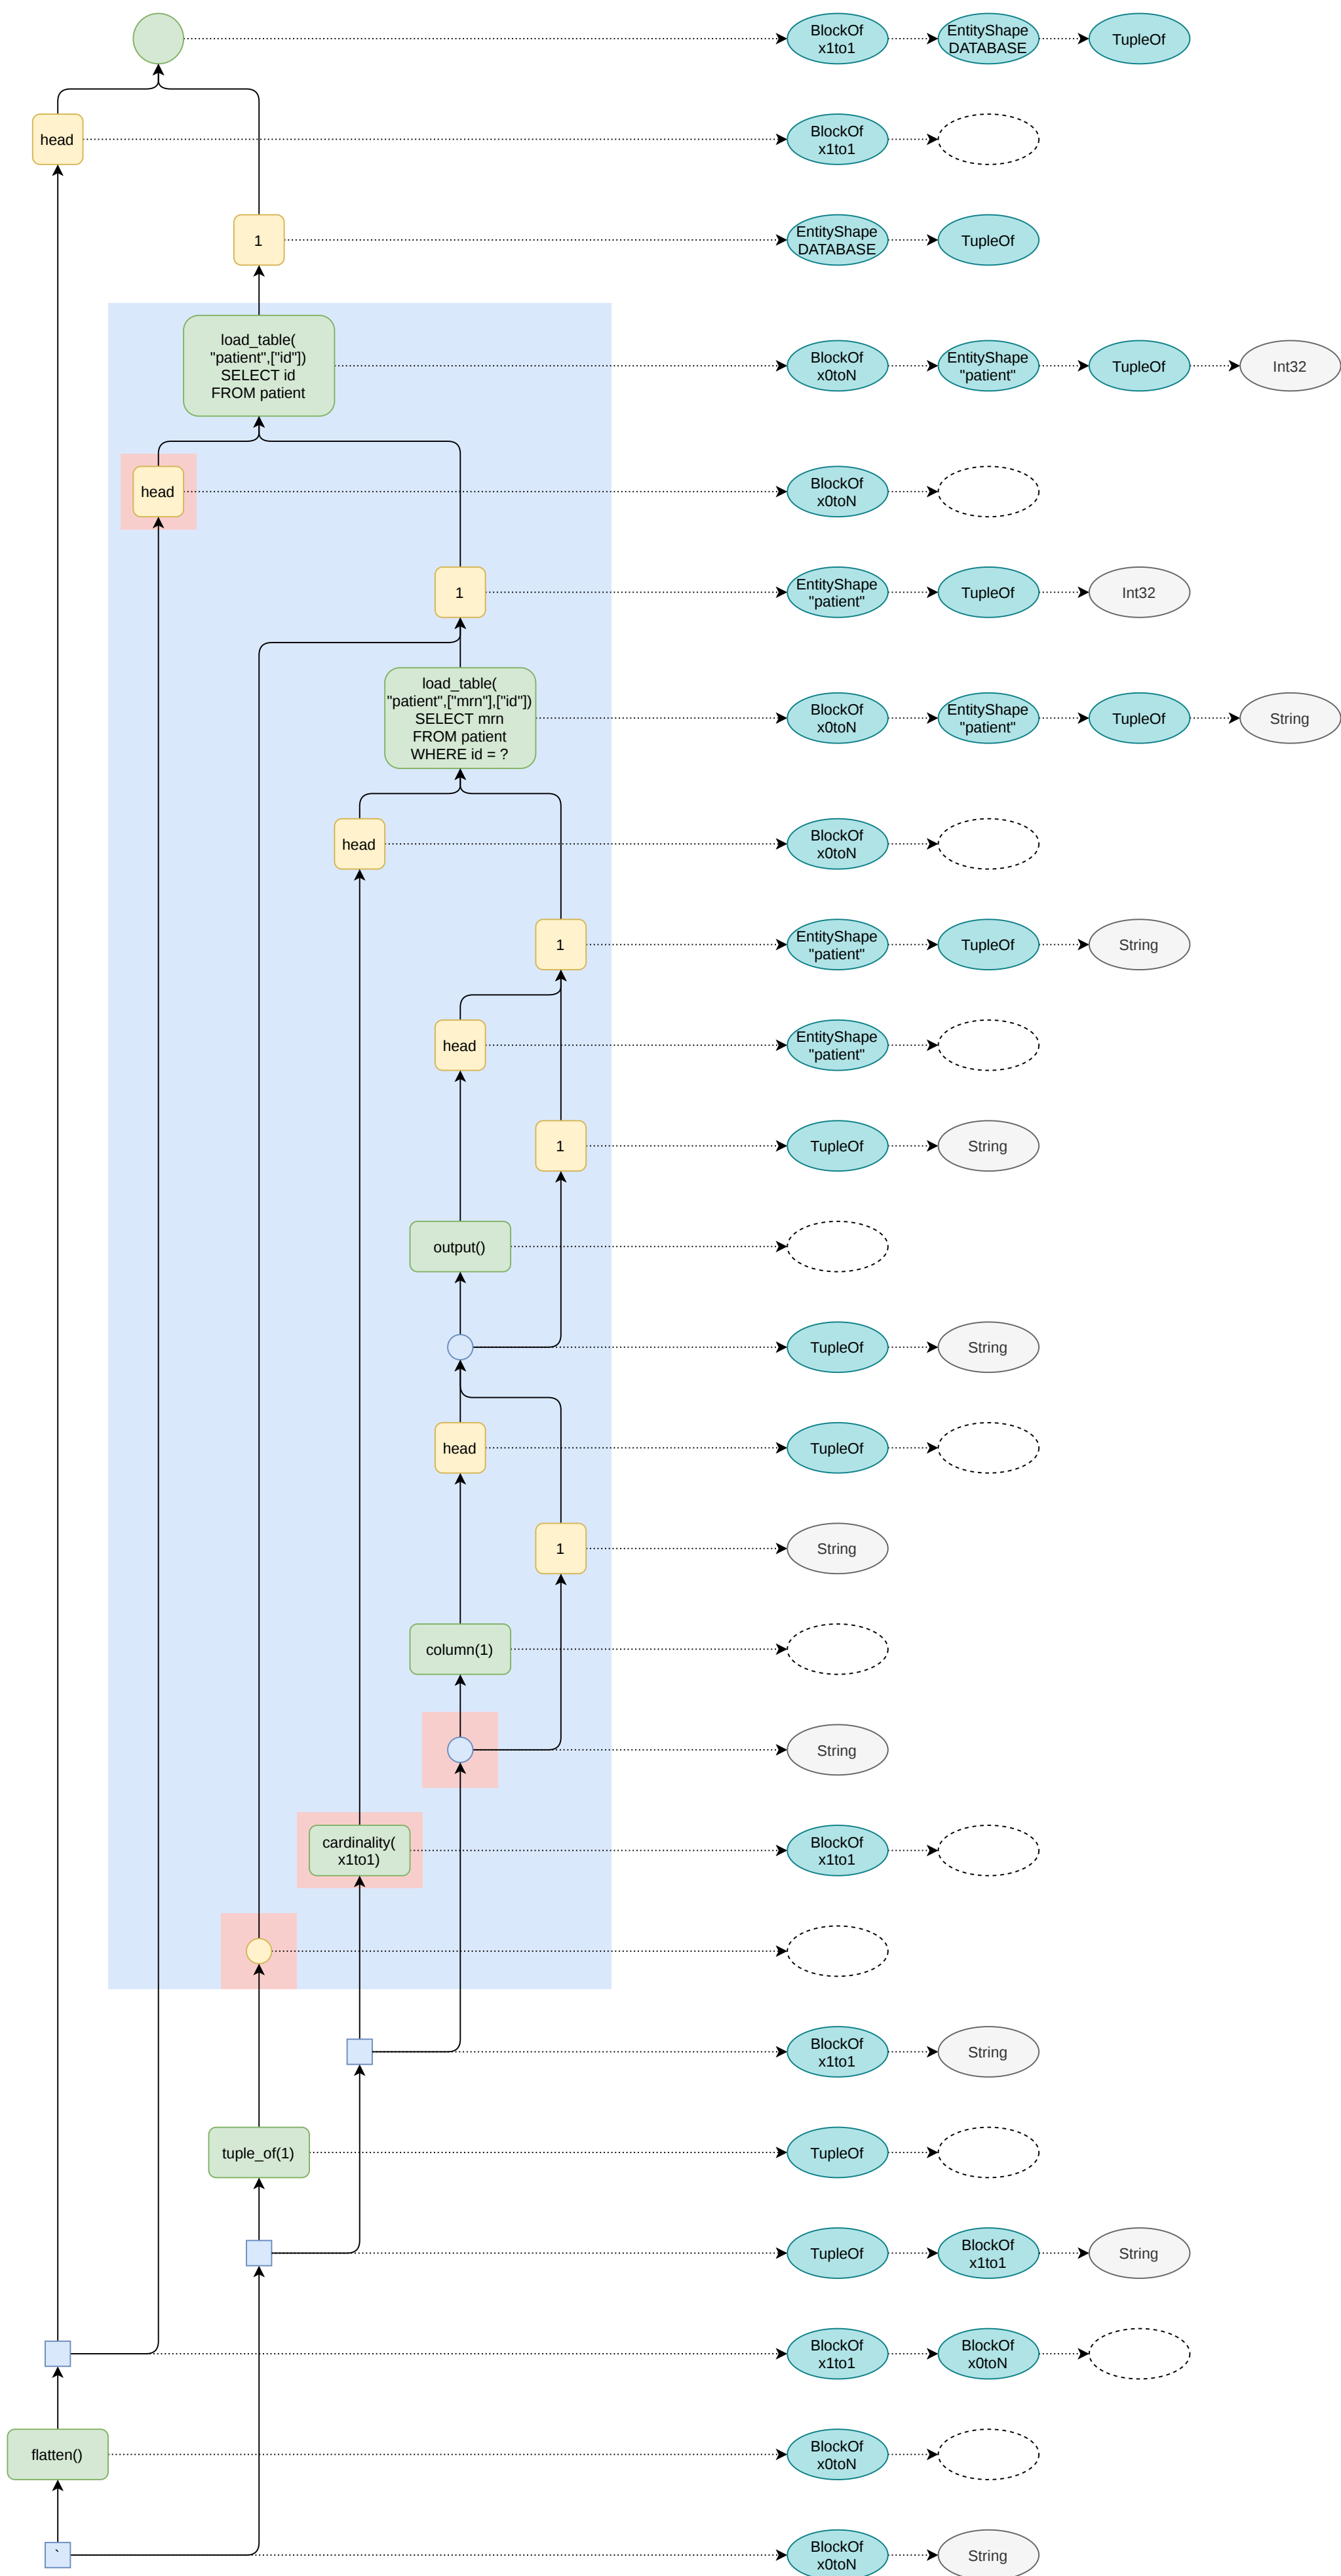 BlockOf
x1to1
EntityShape
DATABASE
TupleOf
head
BlockOf
x1to1
1
EntityShape
DATABASE
TupleOf
load_table(
"patient",["id"])
SELECT id
FROM patient
BlockOf
x0toN
EntityShape
"patient"
TupleOf
Int32
head
BlockOf
x0toN
1
EntityShape
"patient"
TupleOf
Int32
load_table(
"patient",["mrn"],["id"])
SELECT mrn
FROM patient
WHERE id = ?
BlockOf
x0toN
EntityShape
"patient"
TupleOf
String
head
BlockOf
x0toN
1
EntityShape
"patient"
TupleOf
String
head
EntityShape
"patient"
1
TupleOf
String
output()
TupleOf
String
head
TupleOf
1
String
column(1)
String
cardinality(
x1to1)
BlockOf
x1to1
BlockOf
x1to1
String
tuple_of(1)
TupleOf
TupleOf
BlockOf
x1to1
String
BlockOf
x1to1
BlockOf
x0toN
flatten()
BlockOf
x0toN
`
BlockOf
x0toN
String